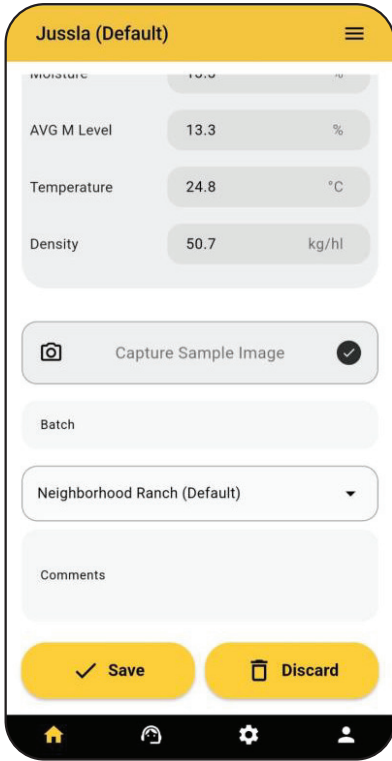 Jussla (Default)
Moisture %
AVG M Level 13.3 %
Temperature 24.8 °C
Density 50.7 kg/hl
Capture Sample Image
Batch
Neighborhood Ranch (Default)
Comments
Save Discard